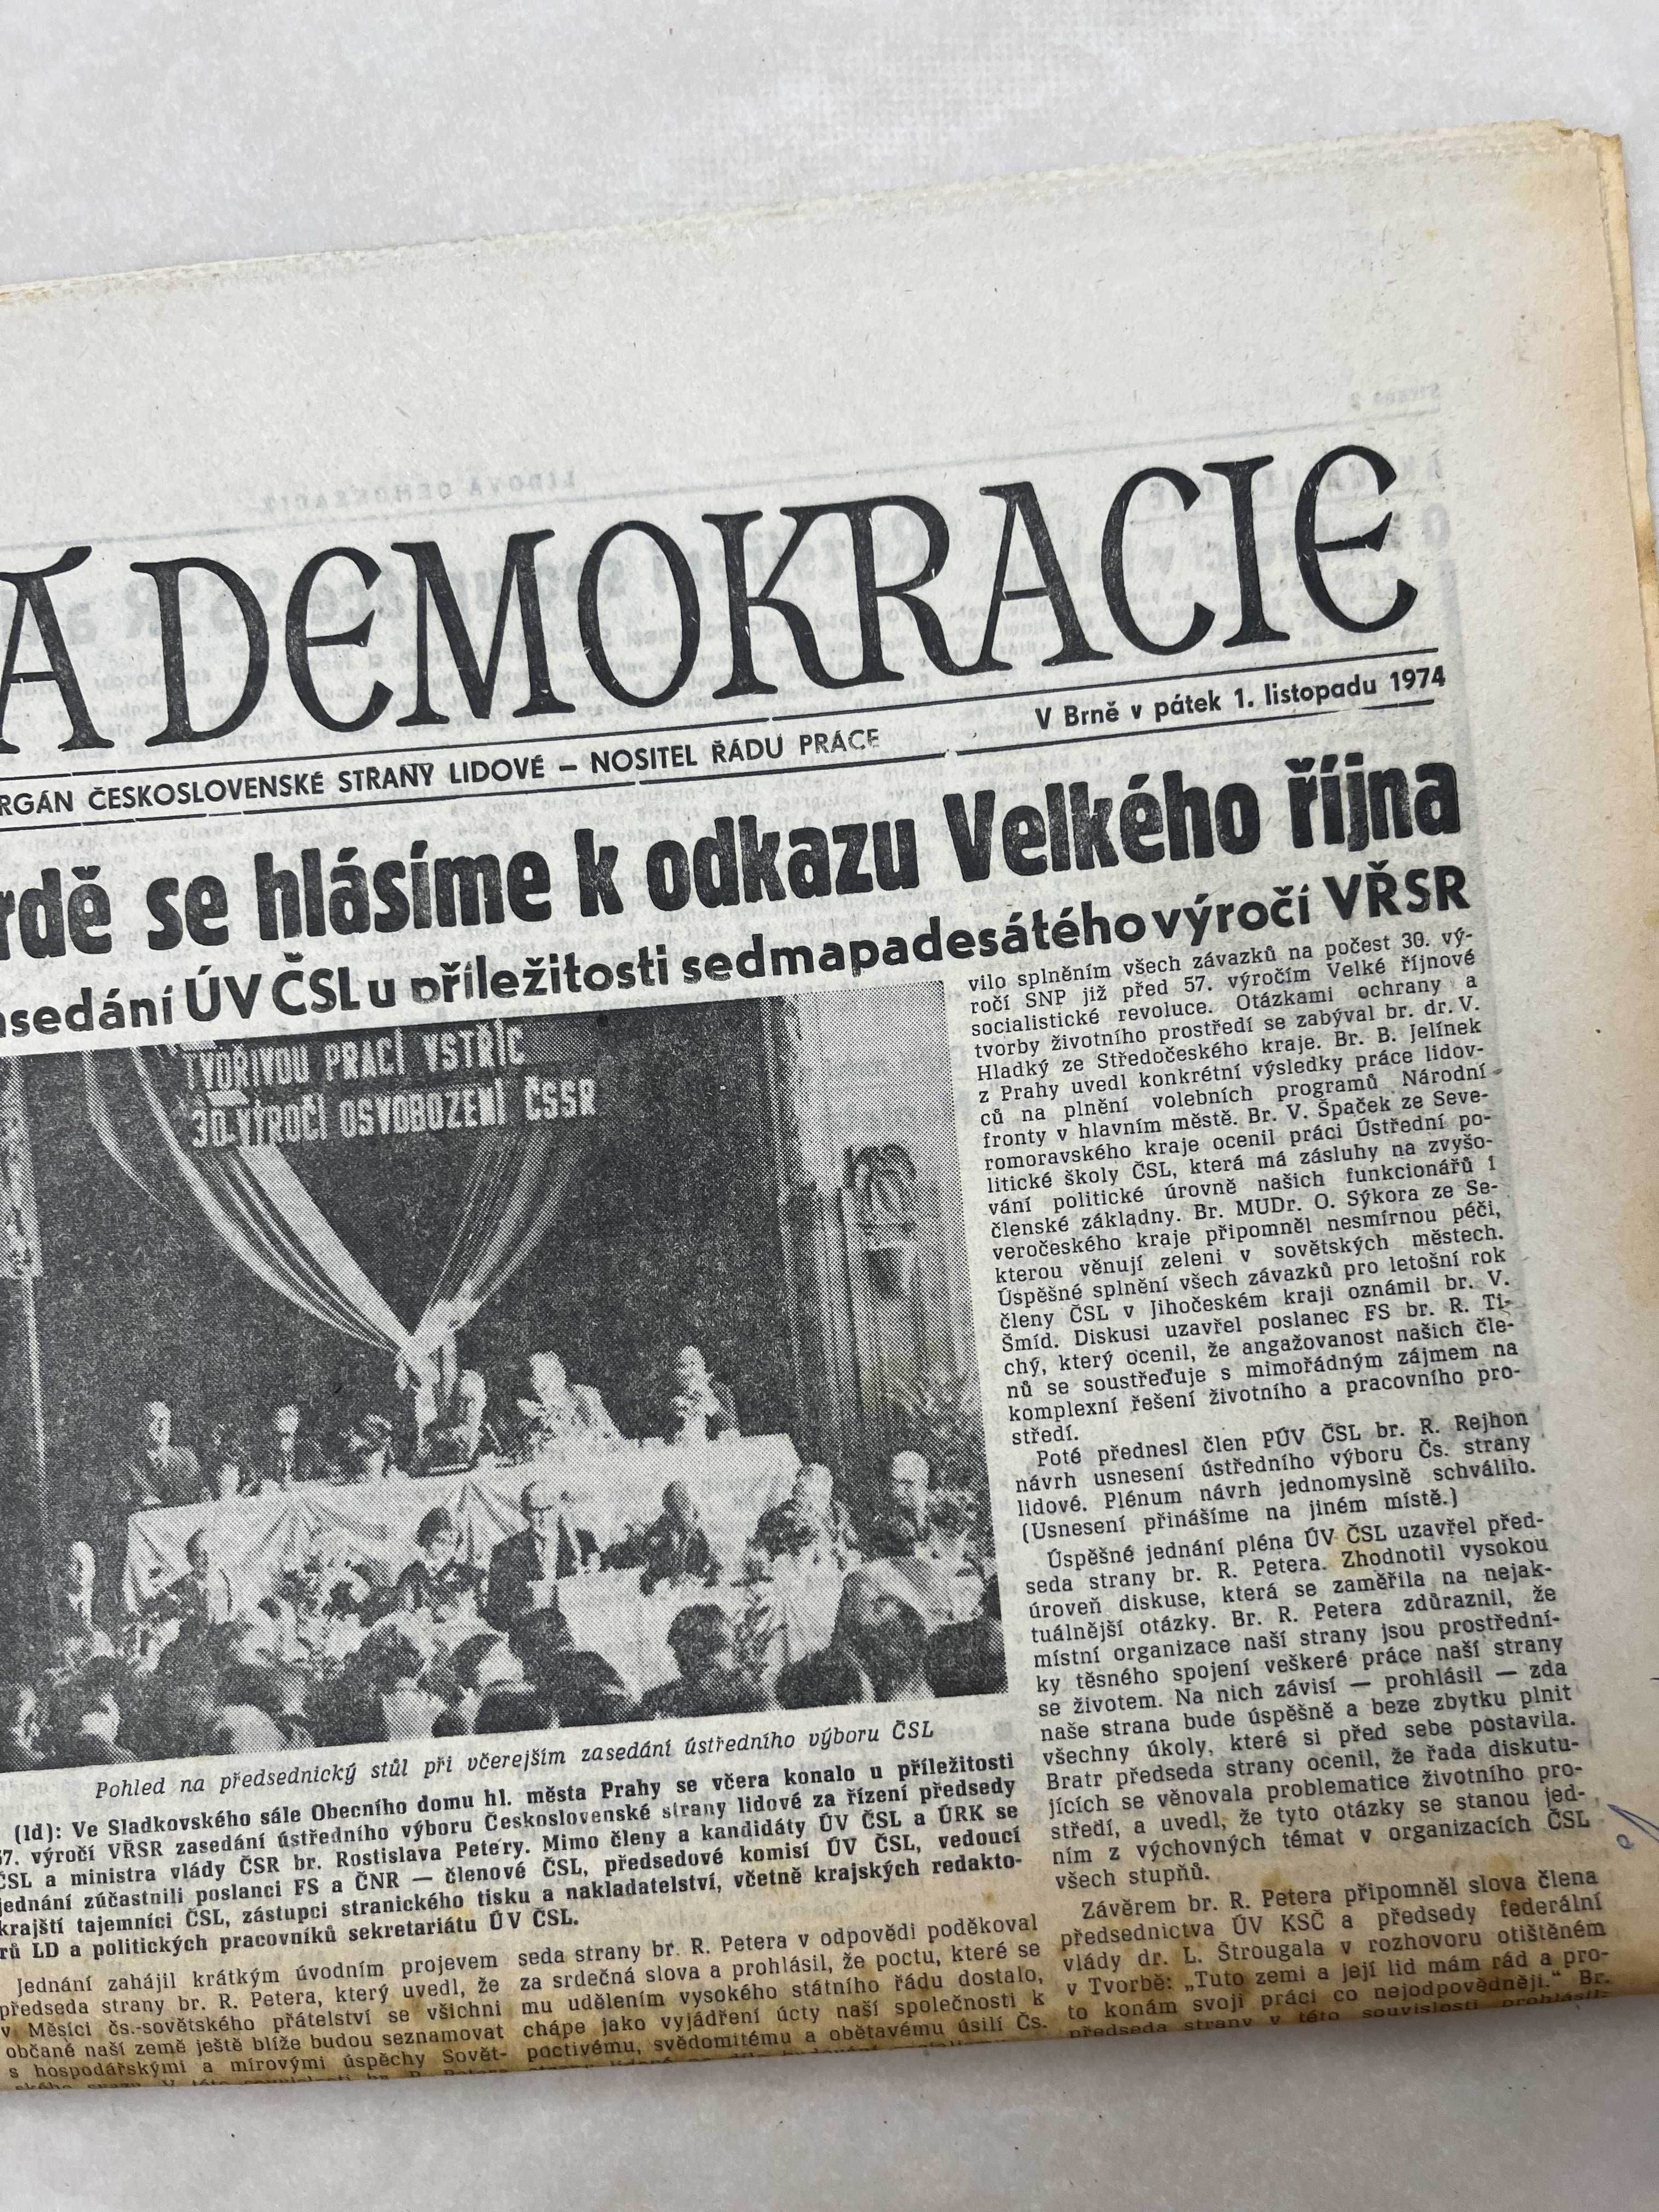 Á DEMOKRACIE
RGÁN ČESKOSLOVENSKÉ STRANY LIDOVÉ — NOSITEL ŘÁDU PRÁCE
V Brně v pátek 1. listopadu 1974
rdě se hlásíme k odkazu Velkého října
asedání ÚV ČSL u příležitosti sedmapadesátého výročí VŘSR
TVOŘIVOU PRACÍ VSTŘÍC
30. VÝROČÍ OSVOBOZENÍ ČSSR
Pohled na předsednický stůl při včerejším zasedání ústředního výboru ČSL
(ld): Ve Sladkovského sále Obecního domu hl. města Prahy se včera konalo u příležitosti
57. výročí VŘSR zasedání ústředního výboru Československé strany lidové za řízení předsedy
ČSL a ministra vlády ČSR br. Rostislava Petery. Mimo členy a kandidáty ÚV ČSL a ÚRK se
jednání zúčastnili poslanci FS a ČNR — členové ČSL, předsedové komisí ÚV ČSL, vedoucí
krajští tajemníci ČSL, zástupci stranického tisku a nakladatelství, včetně krajských redakto-
rů LD a politických pracovníků sekretariátu ÚV ČSL.
Jednání zahájil krátkým úvodním projevem
předseda strany br. R. Petera, který uvedl, že
v Měsíci čs.-sovětského přátelství se všichni
občané naší země ještě blíže budou seznamovat
s hospodářskými a mírovými úspěchy Sovět-
seda strany br. R. Petera v odpovědi poděkoval
za srdečná slova a prohlásil, že poctu, které se
mu udělením vysokého státního řádu dostalo,
chápe jako vyjádření úcty naší společnosti k
poctivému, svědomitému a obětavému úsilí Čs.
vilo splněním všech závazků na počest 30. vý-
ročí SNP již před 57. výročím Velké říjnové
socialistické revoluce. Otázkami ochrany a
tvorby životního prostředí se zabýval br. dr. V.
Hladký ze Středočeského kraje. Br. B. Jelínek
z Prahy uvedl konkrétní výsledky práce lidov-
ců na plnění volebních programů Národní
fronty v hlavním městě. Br. V. Špaček ze Seve-
romoravského kraje ocenil práci Ústřední po-
litické školy ČSL, která má zásluhy na zvyšo-
vání politické úrovně našich funkcionářů i
členské základny. Br. MUDr. O. Sýkora ze Se-
veročeského kraje připomněl nesmírnou péči,
kterou věnují zeleni v sovětských městech.
Úspěšné splnění všech závazků pro letošní rok
členy ČSL v Jihočeském kraji oznámil br. V.
Šmíd. Diskusi uzavřel poslanec FS br. R. Ti-
chý, který ocenil, že angažovanost našich čle-
nů se soustřeďuje s mimořádným zájmem na
komplexní řešení životního a pracovního pro-
středí.
Poté přednesl člen PÚV ČSL br. R. Rejhon
návrh usnesení ústředního výboru Čs. strany
lidové. Plénum návrh jednomyslně schválilo.
(Usnesení přinášíme na jiném místě.)
Úspěšné jednání pléna ÚV ČSL uzavřel před-
seda strany br. R. Petera. Zhodnotil vysokou
úroveň diskuse, která se zaměřila na nejak-
tuálnější otázky. Br. R. Petera zdůraznil, že
místní organizace naší strany jsou prostřední-
ky těsného spojení veškeré práce naší strany
se životem. Na nich závisí — prohlásil — zda
naše strana bude úspěšně a beze zbytku plnit
všechny úkoly, které si před sebe postavila.
Bratr předseda strany ocenil, že řada diskutu-
jících se věnovala problematice životního pro-
středí, a uvedl, že tyto otázky se stanou jed-
ním z výchovných témat v organizacích ČSL
všech stupňů.
Závěrem br. R. Petera připomněl slova člena
předsednictva ÚV KSČ a předsedy federální
vlády dr. L. Štrougala v rozhovoru otištěném
v Tvorbě: „Tuto zemi a její lid mám rád a pro-
to konám svoji práci co nejodpovědněji.“ Br.
předseda strany v této souvislosti prohlásil: